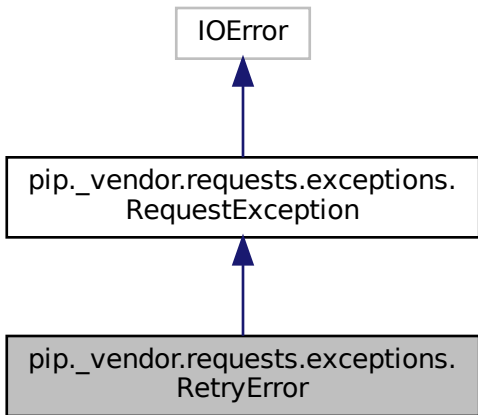 IOError
pip._vendor.requests.exceptions.
RequestException
pip._vendor.requests.exceptions.
RetryError